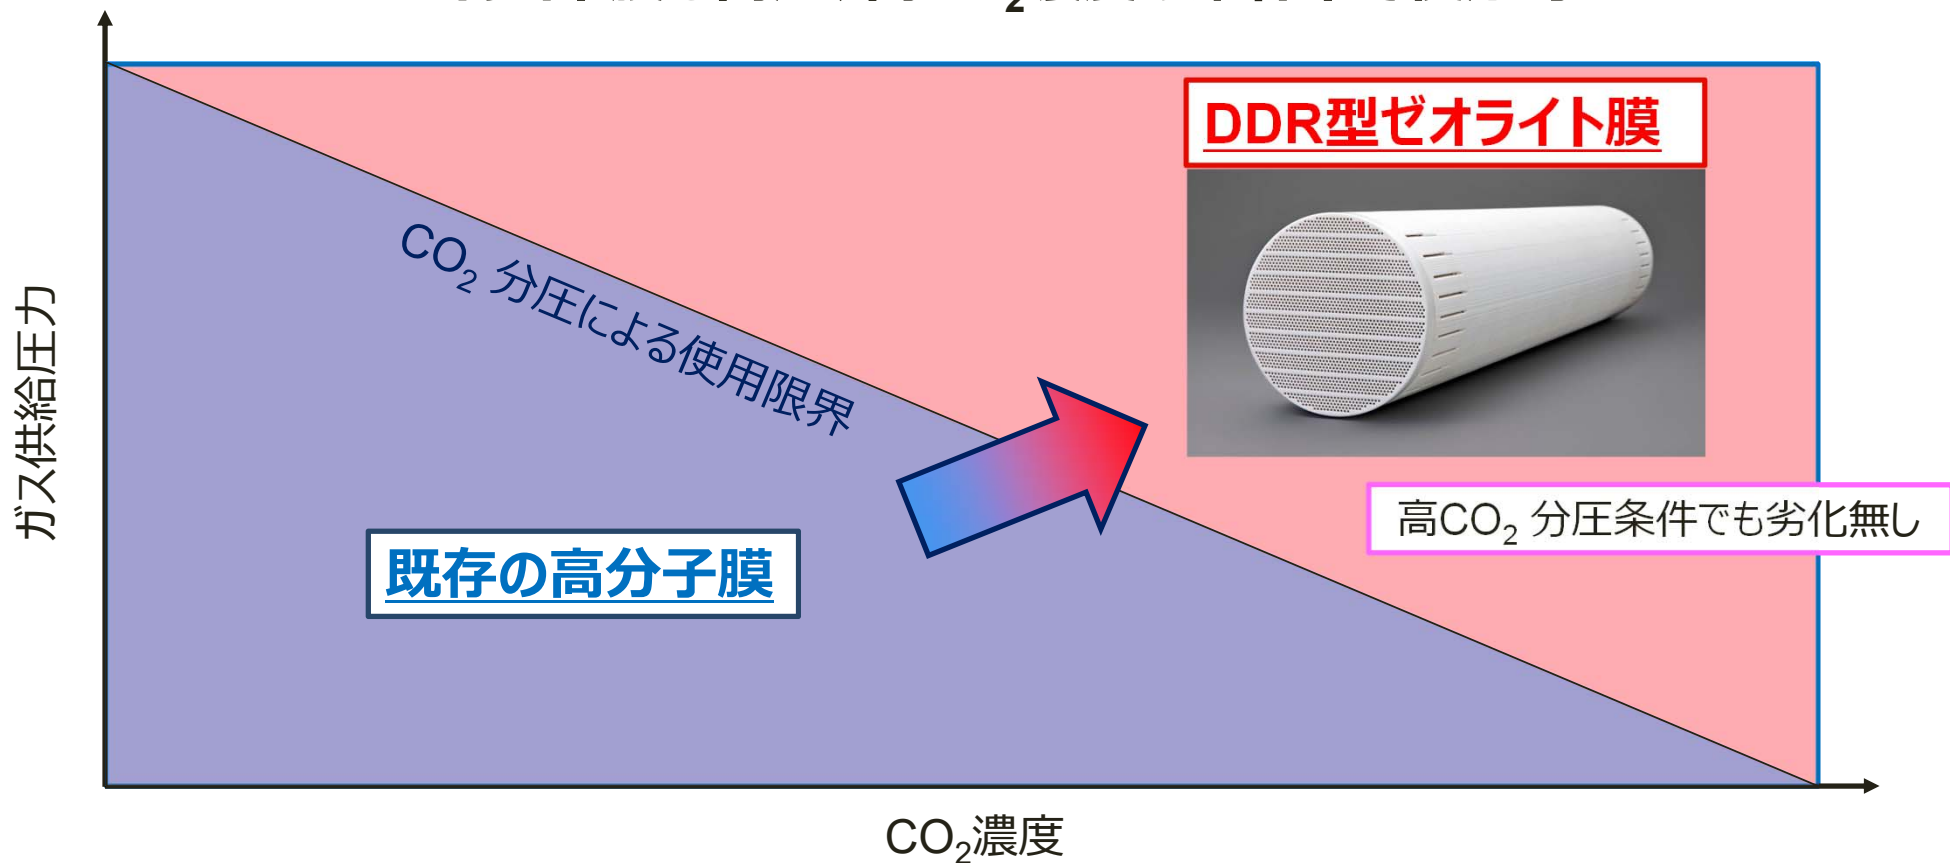 DDR型ゼオライト膜
CO₂ 分圧による使用限界
ガス供給圧力
高CO₂ 分圧条件でも劣化無し
既存の高分子膜
CO₂濃度